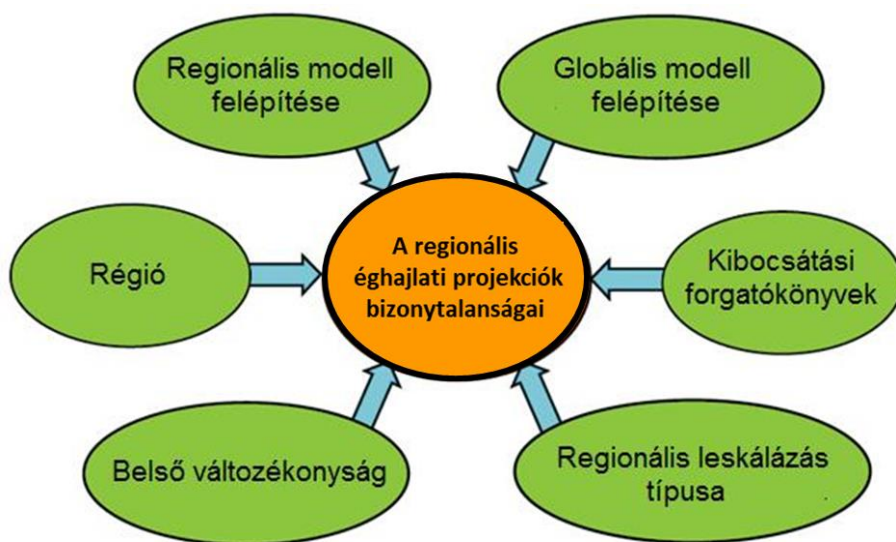 Regionális modell
felépítése
Globális modell
felépítése
Régió
A regionális
éghajlati projekciók
bizonytalanságai
Kibocsátási
forgatókönyvek
Belső változékonyság
Regionális leskálázás
típusa